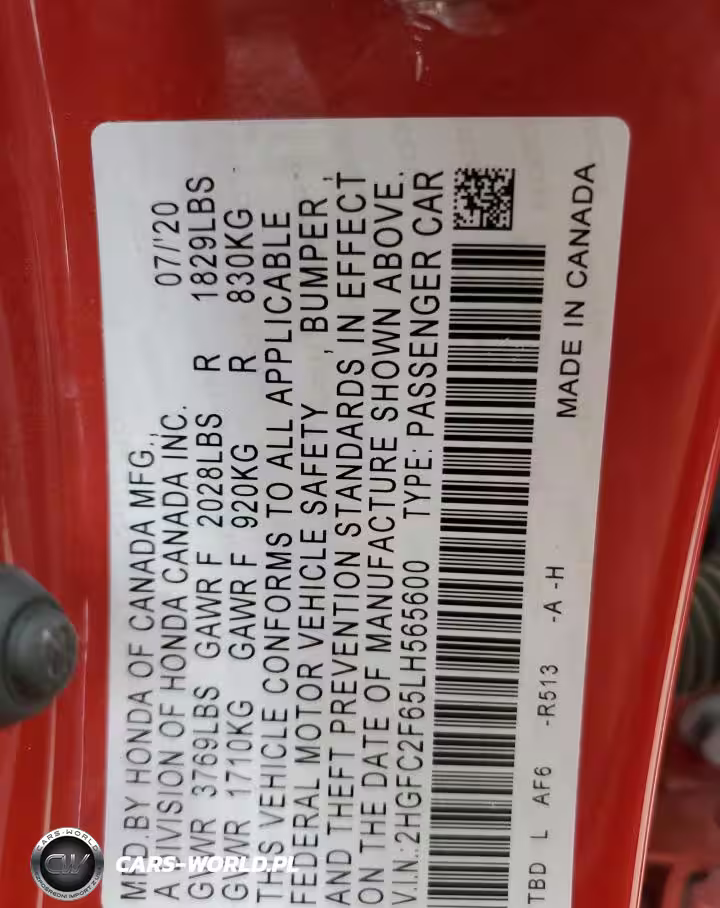 MFD.BY HONDA OF CANADA MFG., 07/'20
A DIVISION OF HONDA CANADA INC.
GVWR 3769LBS GAWR F 2028LBS R 1829LBS
GVWR 1710KG GAWR F 920KG R 830KG
THIS VEHICLE CONFORMS TO ALL APPLICABLE
FEDERAL MOTOR VEHICLE SAFETY , BUMPER ,
AND THEFT PREVENTION STANDARDS IN EFFECT
ON THE DATE OF MANUFACTURE SHOWN ABOVE.
V.I.N.:2HGFC2F65LH565600 TYPE: PASSENGER CAR
TBD L AF6 -R513 -A -H MADE IN CANADA
CARS-WORLD
CW
CARS-WORLD.PL